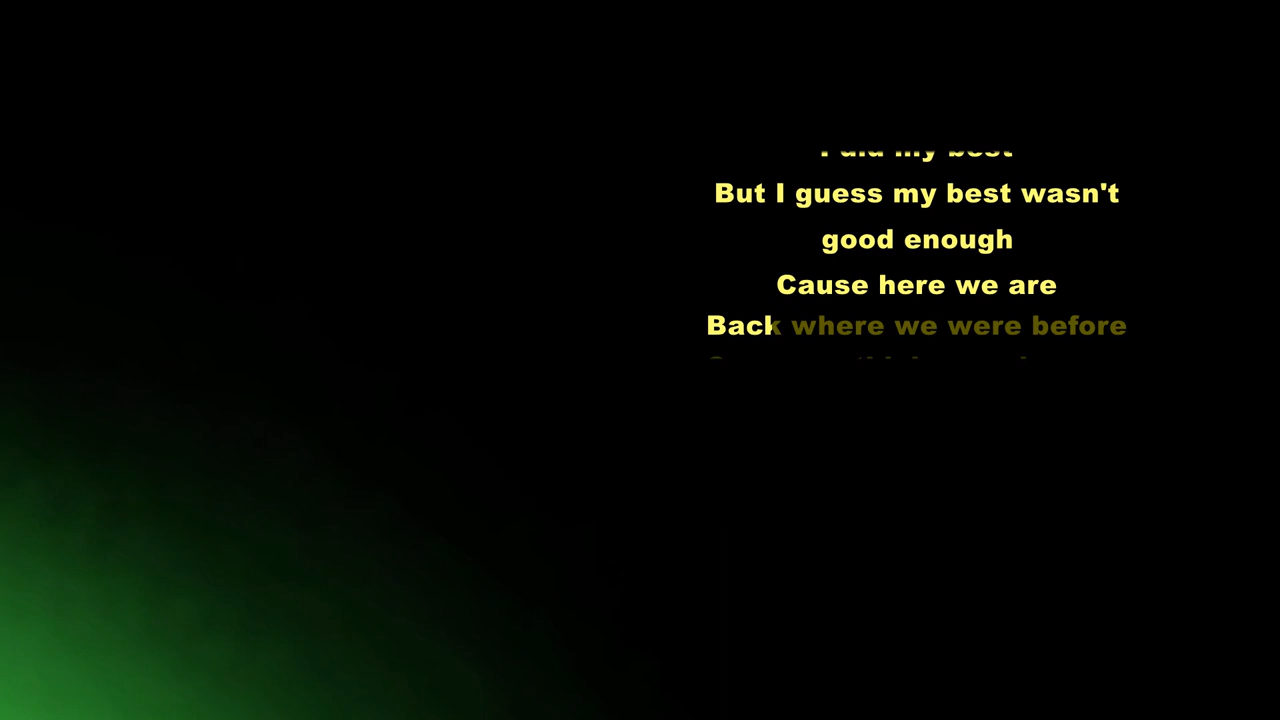 I did my best
But I guess my best wasn't
good enough
Cause here we are
Back where we were before